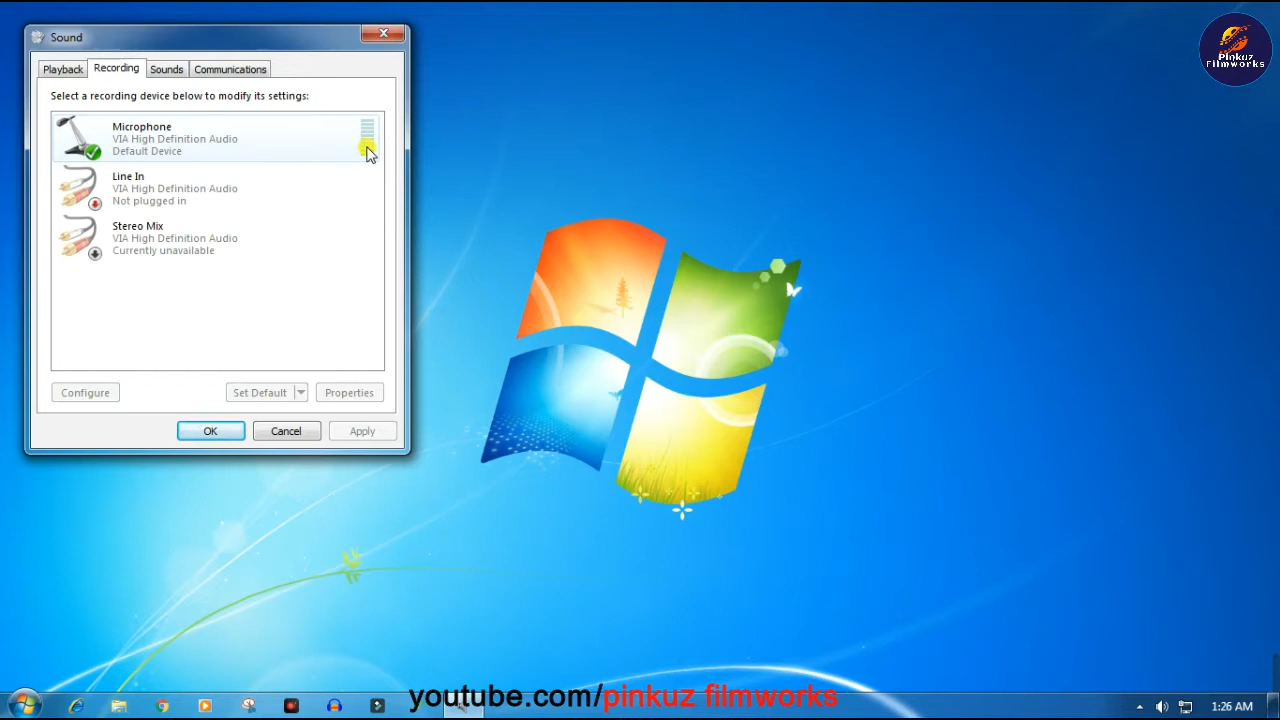 Sound
Playback Recording Sounds Communications
Select a recording device below to modify its settings:
Microphone
VIA High Definition Audio
Default Device
Line In
VIA High Definition Audio
Not plugged in
Stereo Mix
VIA High Definition Audio
Currently unavailable
Configure Set Default Properties
OK Cancel Apply
Pinkuz
Filmworks
youtube.com/pinkuz filmworks
1:26 AM